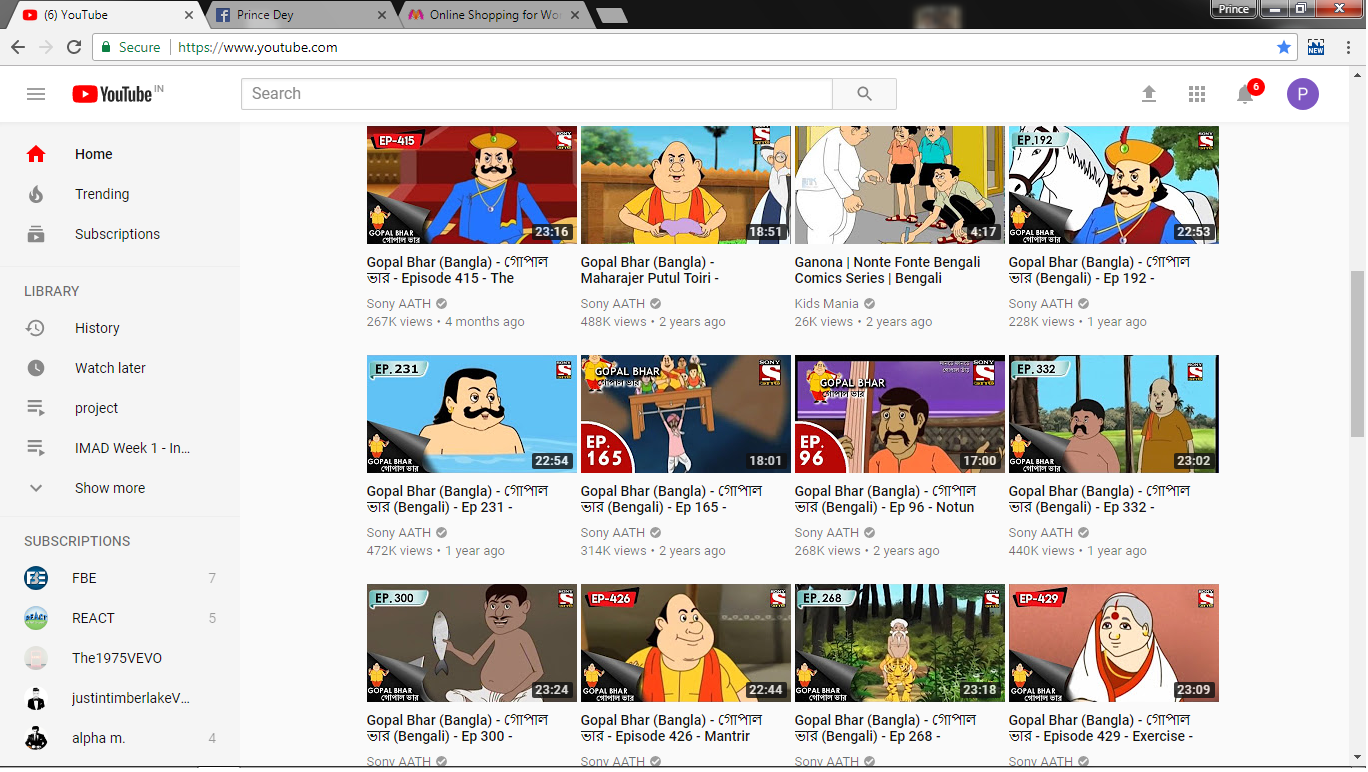 (6) YouTube
Prince Dey
Online Shopping for Wo
Prince
Secure
https://www.youtube.com
NEW
YouTube IN
Search
6
P
Home
Trending
Subscriptions
LIBRARY
History
Watch later
project
IMAD Week 1 - In...
Show more
SUBSCRIPTIONS
FBE 7
REACT 5
The1975VEVO
justintimberlakeV...
alpha m. 4
EP-415
SONY
GOPAL BHAR
গোপাল ভার
23:16
Gopal Bhar (Bangla) - গোপাল
ভার - Episode 415 - The
Sony AATH
267K views • 4 months ago
18:51
Gopal Bhar (Bangla) -
Maharajer Putul Toiri -
Sony AATH
488K views • 2 years ago
4:17
Ganona | Nonte Fonte Bengali
Comics Series | Bengali
Kids Mania
26K views • 2 years ago
EP.192
SONY
GOPAL BHAR
গোপাল ভার
22:53
Gopal Bhar (Bangla) - গোপাল
ভার (Bengali) - Ep 192 -
Sony AATH
228K views • 1 year ago
EP. 231
SONY
GOPAL BHAR
গোপাল ভার
22:54
Gopal Bhar (Bangla) - গোপাল
ভার (Bengali) - Ep 231 -
Sony AATH
472K views • 1 year ago
SONY
GOPAL BHAR
গোপাল ভার
EP.
165
18:01
Gopal Bhar (Bangla) - গোপাল
ভার (Bengali) - Ep 165 -
Sony AATH
314K views • 2 years ago
SONY
GOPAL BHAR
গোপাল ভার
EP.
96
17:00
Gopal Bhar (Bangla) - গোপাল
ভার (Bengali) - Ep 96 - Notun
Sony AATH
268K views • 2 years ago
EP. 332
SONY
GOPAL BHAR
গোপাল ভার
23:02
Gopal Bhar (Bangla) - গোপাল
ভার (Bengali) - Ep 332 -
Sony AATH
440K views • 1 year ago
EP. 300
SONY
GOPAL BHAR
গোপাল ভার
23:24
Gopal Bhar (Bangla) - গোপাল
ভার (Bengali) - Ep 300 -
Sony AATH
EP-426
SONY
GOPAL BHAR
গোপাল ভার
22:44
Gopal Bhar (Bangla) - গোপাল
ভার - Episode 426 - Mantrir
Sony AATH
EP. 268
SONY
GOPAL BHAR
গোপাল ভার
23:18
Gopal Bhar (Bangla) - গোপাল
ভার (Bengali) - Ep 268 -
Sony AATH
EP-429
SONY
GOPAL BHAR
গোপাল ভার
23:09
Gopal Bhar (Bangla) - গোপাল
ভার - Episode 429 - Exercise -
Sony AATH